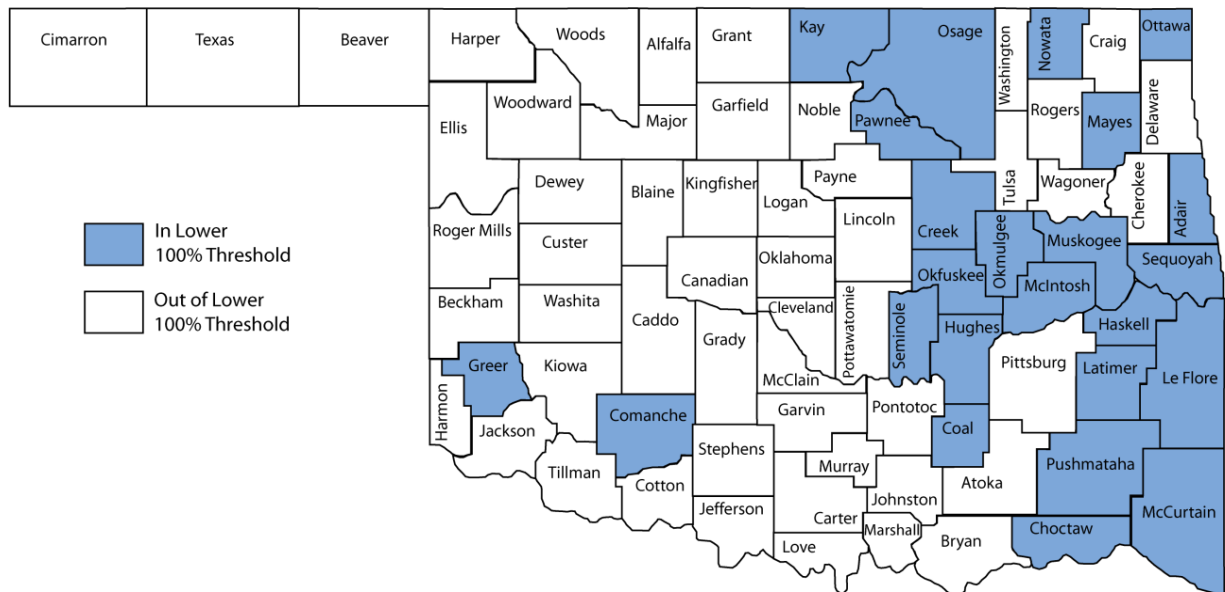 Cimarron
Texas
Beaver
Harper
Woods
Alfalfa
Grant
Kay
Osage
Washington
Nowata
Craig
Ottawa
Ellis
Woodward
Major
Garfield
Noble
Pawnee
Rogers
Mayes
Delaware
Dewey
Blaine
Kingfisher
Logan
Payne
Tulsa
Wagoner
Cherokee
Adair
Roger Mills
Custer
Canadian
Oklahoma
Lincoln
Creek
Okmulgee
Muskogee
Sequoyah
In Lower
100% Threshold
Out of Lower
100% Threshold
Beckham
Washita
Caddo
Grady
Cleveland
Pottawatomie
Seminole
Okfuskee
Hughes
McIntosh
Haskell
Greer
Kiowa
McClain
Pittsburg
Latimer
Le Flore
Harmon
Jackson
Comanche
Garvin
Pontotoc
Coal
Tillman
Cotton
Stephens
Murray
Johnston
Atoka
Pushmataha
McCurtain
Jefferson
Carter
Love
Marshall
Bryan
Choctaw